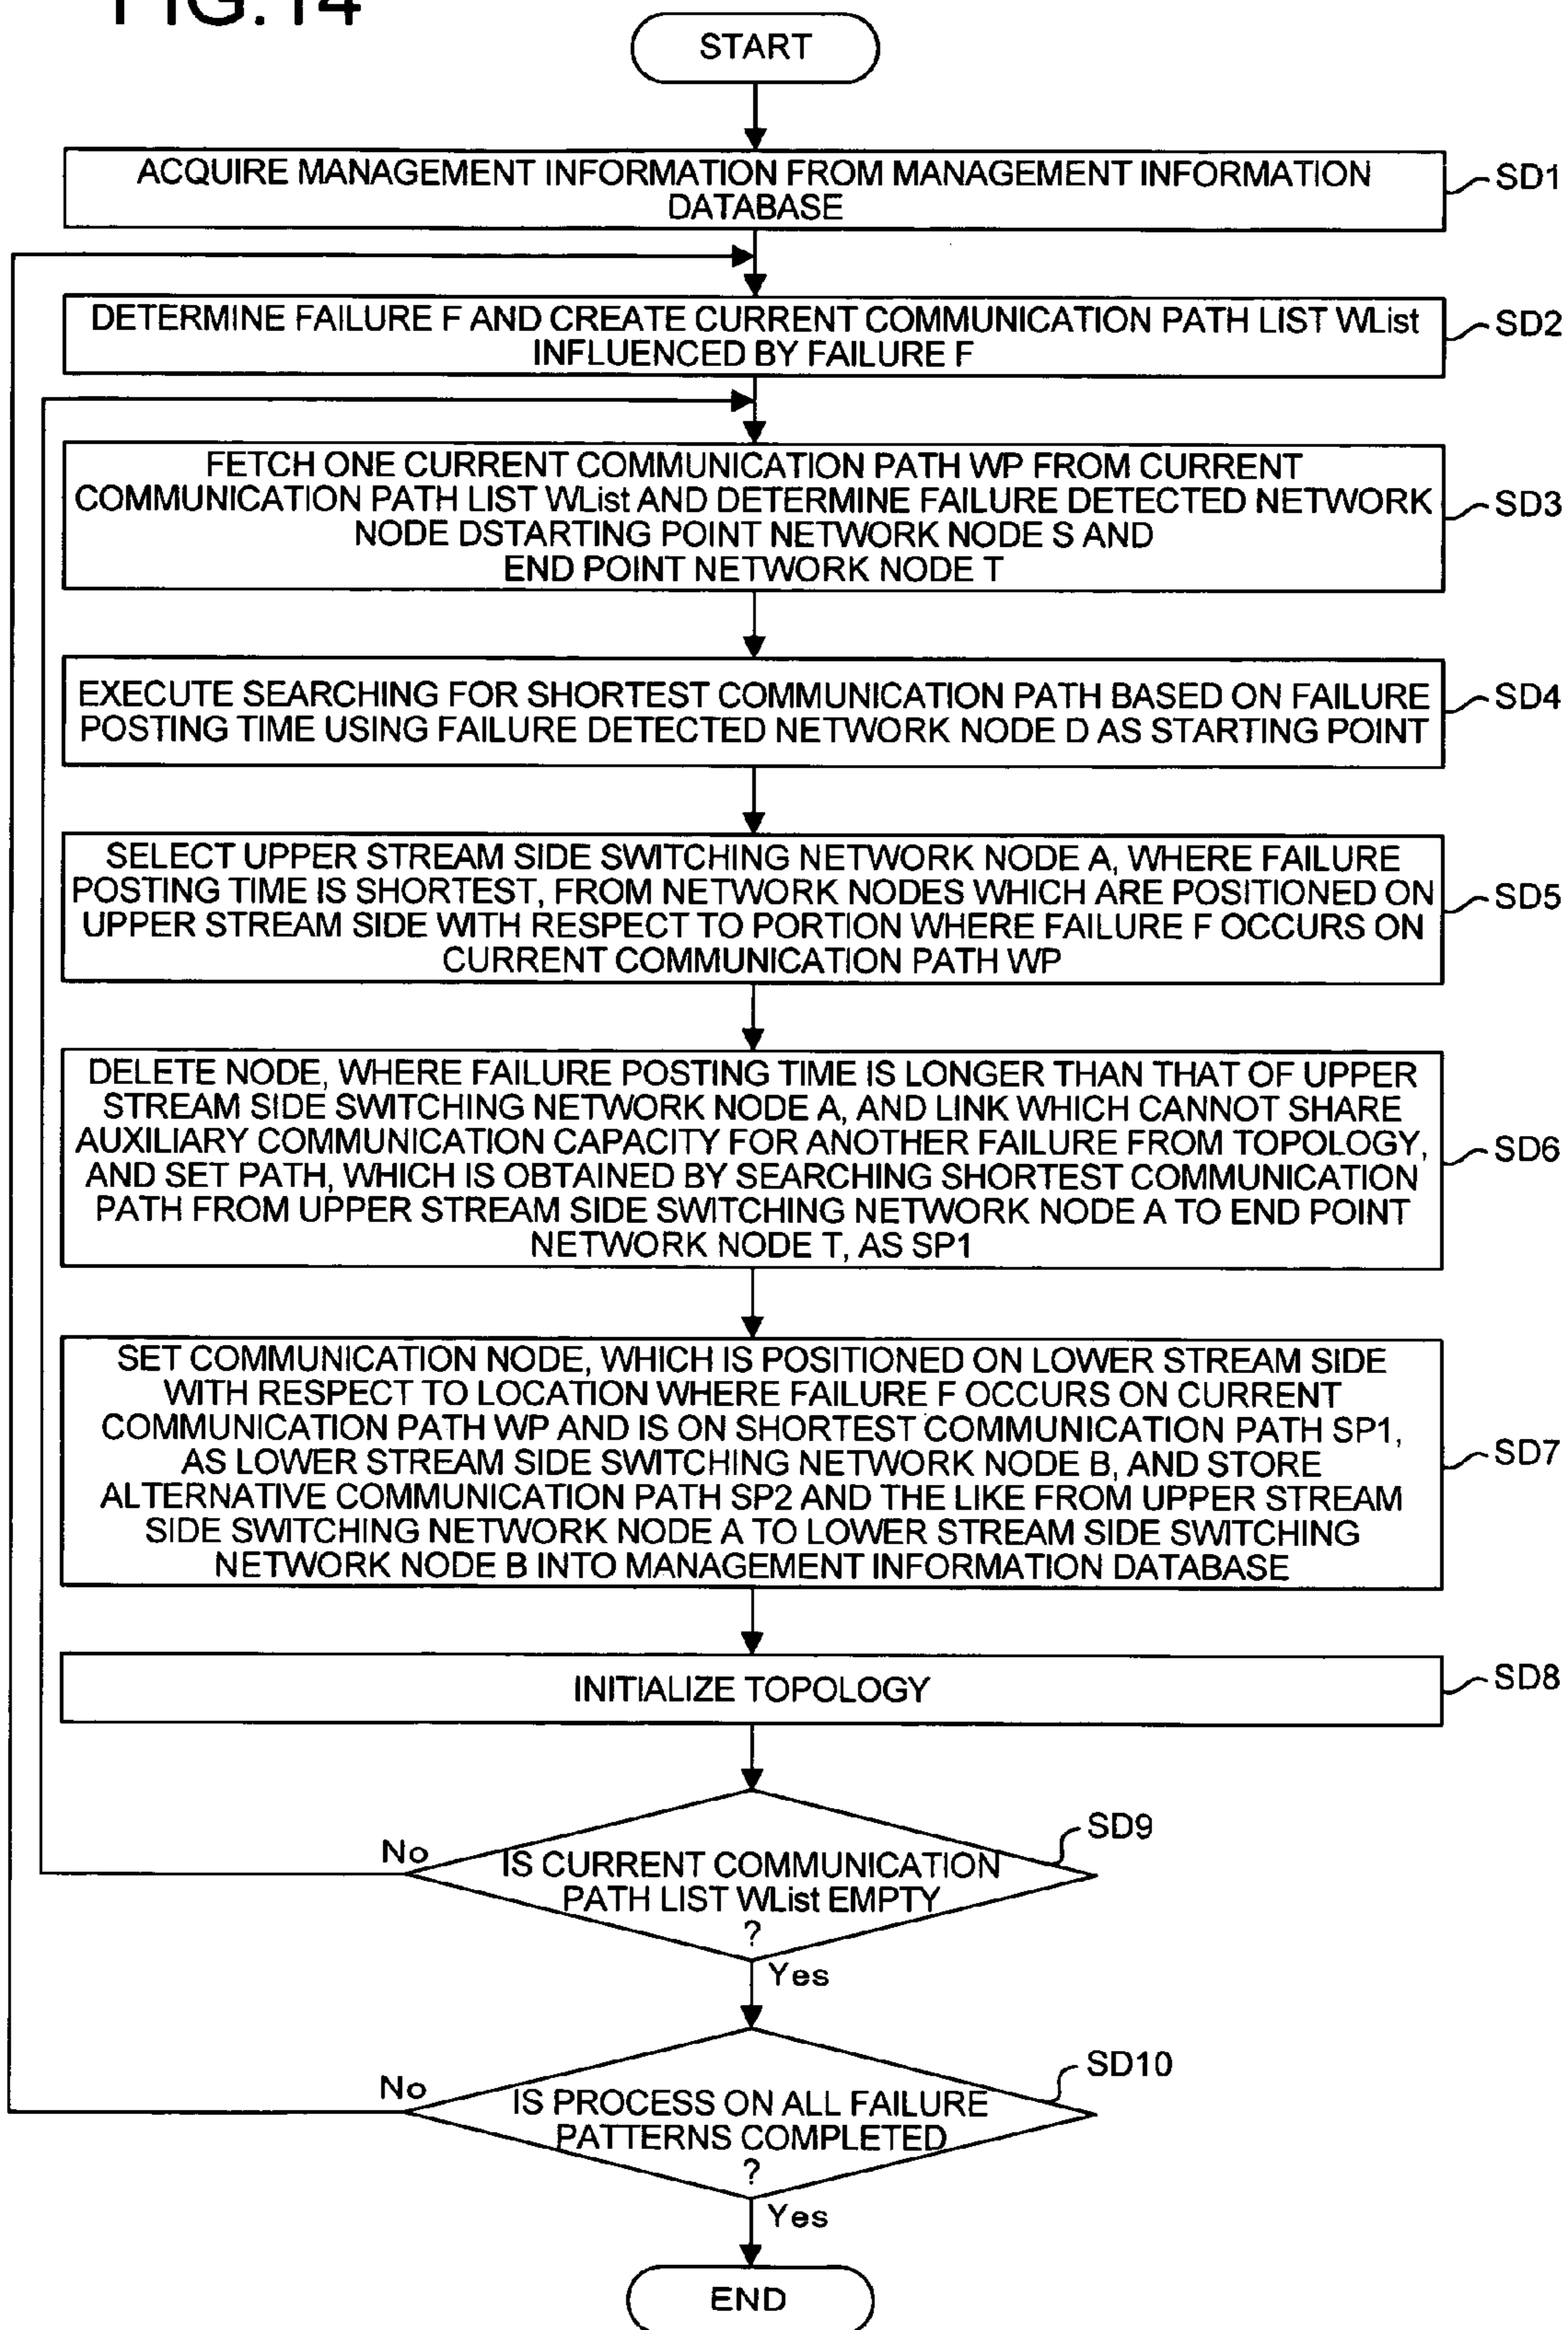 FIG.14
START
ACQUIRE MANAGEMENT INFORMATION FROM MANAGEMENT INFORMATION
DATABASE
SD1
DETERMINE FAILURE F AND CREATE CURRENT COMMUNICATION PATH LIST WList
INFLUENCED BY FAILURE F
SD2
FETCH ONE CURRENT COMMUNICATION PATH WP FROM CURRENT
COMMUNICATION PATH LIST WList AND DETERMINE FAILURE DETECTED NETWORK
NODE DSTARTING POINT NETWORK NODE S AND
END POINT NETWORK NODE T
SD3
EXECUTE SEARCHING FOR SHORTEST COMMUNICATION PATH BASED ON FAILURE
POSTING TIME USING FAILURE DETECTED NETWORK NODE D AS STARTING POINT
SD4
SELECT UPPER STREAM SIDE SWITCHING NETWORK NODE A, WHERE FAILURE
POSTING TIME IS SHORTEST, FROM NETWORK NODES WHICH ARE POSITIONED ON
UPPER STREAM SIDE WITH RESPECT TO PORTION WHERE FAILURE F OCCURS ON
CURRENT COMMUNICATION PATH WP
SD5
DELETE NODE, WHERE FAILURE POSTING TIME IS LONGER THAN THAT OF UPPER
STREAM SIDE SWITCHING NETWORK NODE A, AND LINK WHICH CANNOT SHARE
AUXILIARY COMMUNICATION CAPACITY FOR ANOTHER FAILURE FROM TOPOLOGY,
AND SET PATH, WHICH IS OBTAINED BY SEARCHING SHORTEST COMMUNICATION
PATH FROM UPPER STREAM SIDE SWITCHING NETWORK NODE A TO END POINT
NETWORK NODE T, AS SP1
SD6
SET COMMUNICATION NODE, WHICH IS POSITIONED ON LOWER STREAM SIDE
WITH RESPECT TO LOCATION WHERE FAILURE F OCCURS ON CURRENT
COMMUNICATION PATH WP AND IS ON SHORTEST COMMUNICATION PATH SP1,
AS LOWER STREAM SIDE SWITCHING NETWORK NODE B, AND STORE
ALTERNATIVE COMMUNICATION PATH SP2 AND THE LIKE FROM UPPER STREAM
SIDE SWITCHING NETWORK NODE A TO LOWER STREAM SIDE SWITCHING
NETWORK NODE B INTO MANAGEMENT INFORMATION DATABASE
SD7
INITIALIZE TOPOLOGY
SD8
SD9
No
IS CURRENT COMMUNICATION
PATH LIST WList EMPTY
?
Yes
SD10
No
IS PROCESS ON ALL FAILURE
PATTERNS COMPLETED
?
Yes
END